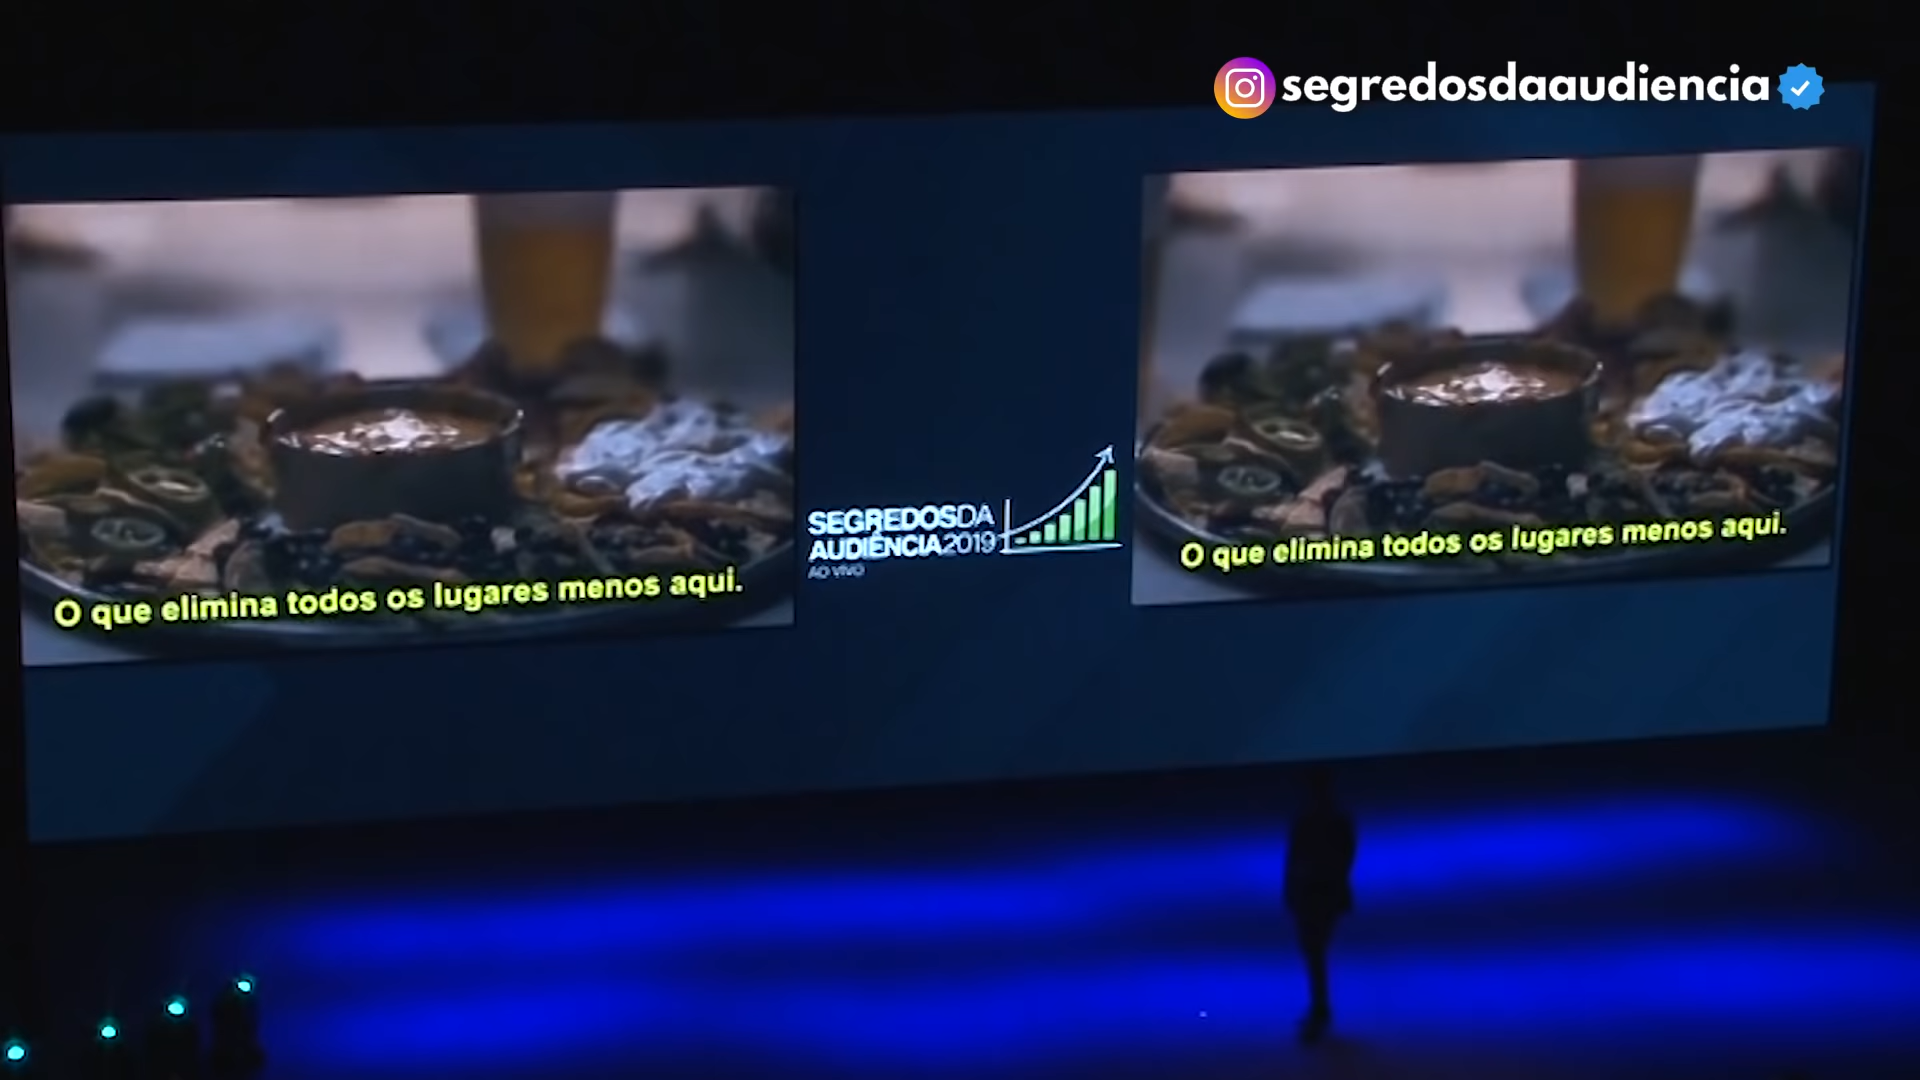 segredosdaaudiencia
O que elimina todos os lugares menos aqui.
SEGREDOSDA
AUDIÊNCIA2019
AO VIVO
O que elimina todos os lugares menos aqui.